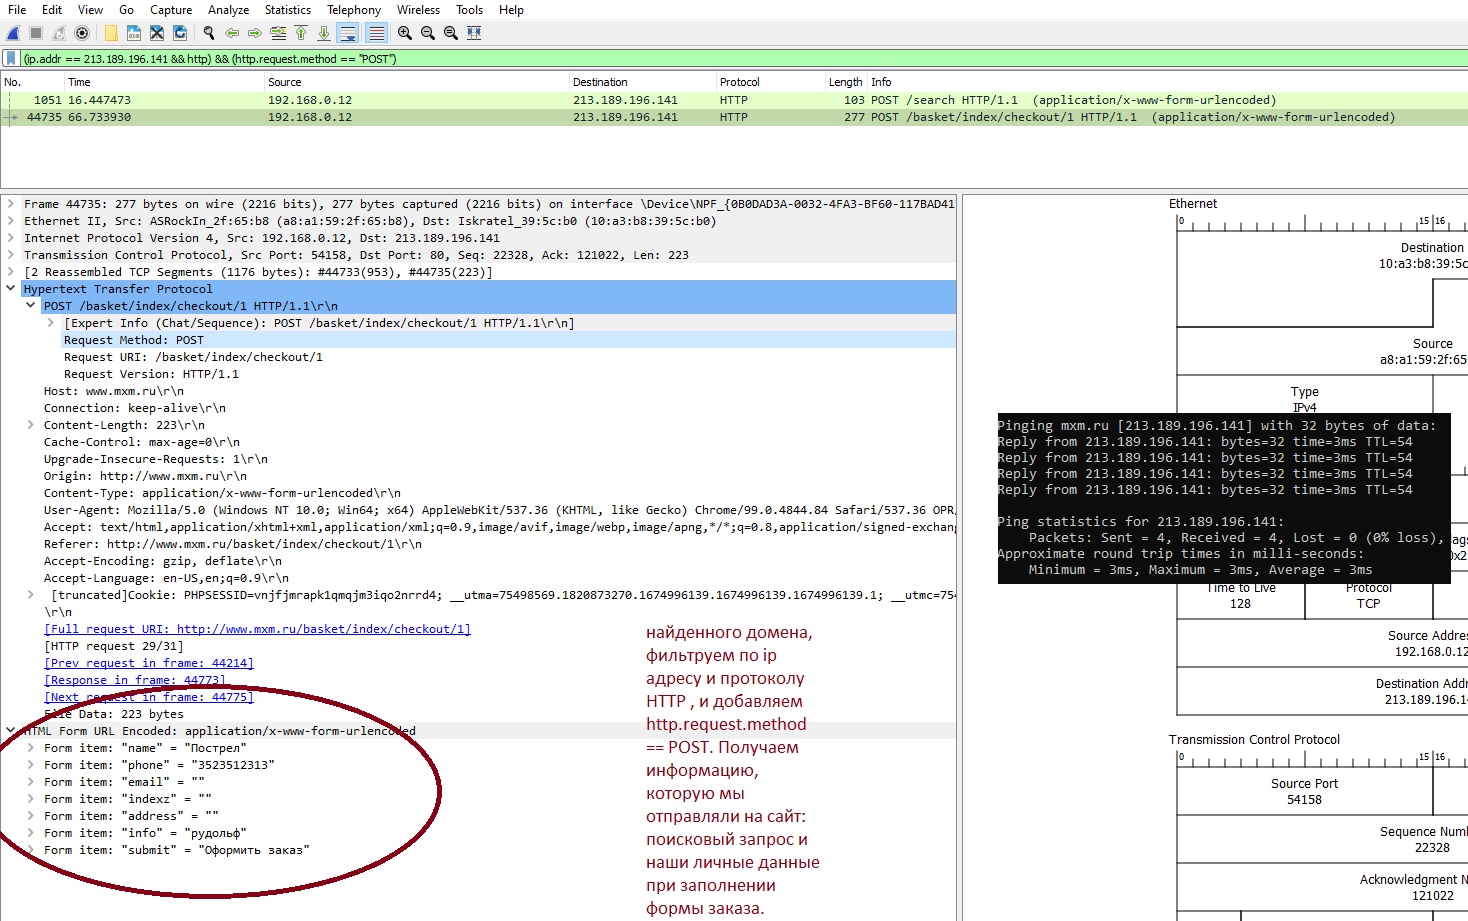 File Edit View Go Capture Analyze Statistics Telephony Wireless Tools Help
(ip.addr == 213.189.196.141 && http) && (http.request.method == "POST")
No. Time Source Destination Protocol Length Info
1051 16.447473 192.168.0.12 213.189.196.141 HTTP 103 POST /search HTTP/1.1 (application/x-www-form-urlencoded)
44735 66.733930 192.168.0.12 213.189.196.141 HTTP 277 POST /basket/index/checkout/1 HTTP/1.1 (application/x-www-form-urlencoded)
Frame 44735: 277 bytes on wire (2216 bits), 277 bytes captured (2216 bits) on interface \Device\NPF_{0B0DAD3A-0032-4FA3-BF60-117BAD41
Ethernet II, Src: ASRockIn_2f:65:b8 (a8:a1:59:2f:65:b8), Dst: Iskratel_39:5c:b0 (10:a3:b8:39:5c:b0)
Internet Protocol Version 4, Src: 192.168.0.12, Dst: 213.189.196.141
Transmission Control Protocol, Src Port: 54158, Dst Port: 80, Seq: 22328, Ack: 121022, Len: 223
[2 Reassembled TCP Segments (1176 bytes): #44733(953), #44735(223)]
Hypertext Transfer Protocol
POST /basket/index/checkout/1 HTTP/1.1\r\n
[Expert Info (Chat/Sequence): POST /basket/index/checkout/1 HTTP/1.1\r\n]
Request Method: POST
Request URI: /basket/index/checkout/1
Request Version: HTTP/1.1
Host: www.mxm.ru\r\n
Connection: keep-alive\r\n
Content-Length: 223\r\n
Cache-Control: max-age=0\r\n
Upgrade-Insecure-Requests: 1\r\n
Origin: http://www.mxm.ru\r\n
Content-Type: application/x-www-form-urlencoded\r\n
User-Agent: Mozilla/5.0 (Windows NT 10.0; Win64; x64) AppleWebKit/537.36 (KHTML, like Gecko) Chrome/99.0.4844.84 Safari/537.36 OPR/
Accept: text/html,application/xhtml+xml,application/xml;q=0.9,image/avif,image/webp,image/apng,*/*;q=0.8,application/signed-exchang
Referer: http://www.mxm.ru/basket/index/checkout/1\r\n
Accept-Encoding: gzip, deflate\r\n
Accept-Language: en-US,en;q=0.9\r\n
[truncated]Cookie: PHPSESSID=vnjfjmrapk1qmqjm3iqo2nrrd4; __utma=75498569.1820873270.1674996139.1674996139.1674996139.1; __utmc=754
\r\n
[Full request URI: http://www.mxm.ru/basket/index/checkout/1]
[HTTP request 29/31]
[Prev request in frame: 44214]
[Response in frame: 44773]
[Next request in frame: 44775]
File Data: 223 bytes
HTML Form URL Encoded: application/x-www-form-urlencoded
Form item: "name" = "Пострел"
Form item: "phone" = "3523512313"
Form item: "email" = ""
Form item: "indexz" = ""
Form item: "address" = ""
Form item: "info" = "рудольф"
Form item: "submit" = "Оформить заказ"
найденного домена,
фильтруем по ip
адресу и протоколу
HTTP , и добавляем
http.request.method
== POST. Получаем
информацию,
которую мы
отправляли на сайт:
поисковый запрос и
наши личные данные
при заполнении
формы заказа.
Ethernet
0 15 16
Destination
10:a3:b8:39:5c
Source
a8:a1:59:2f:65
Type
IPv4
Pinging mxm.ru [213.189.196.141] with 32 bytes of data:
Reply from 213.189.196.141: bytes=32 time=3ms TTL=54
Reply from 213.189.196.141: bytes=32 time=3ms TTL=54
Reply from 213.189.196.141: bytes=32 time=3ms TTL=54
Reply from 213.189.196.141: bytes=32 time=3ms TTL=54
Ping statistics for 213.189.196.141:
Packets: Sent = 4, Received = 4, Lost = 0 (0% loss),
Approximate round trip times in milli-seconds:
Minimum = 3ms, Maximum = 3ms, Average = 3ms
Time to Live Protocol
128 TCP
Source Addres
192.168.0.12
Destination Addr
213.189.196.14
Transmission Control Protocol
0 15 16
Source Port
54158
Sequence Numb
22328
Acknowledgment N
121022